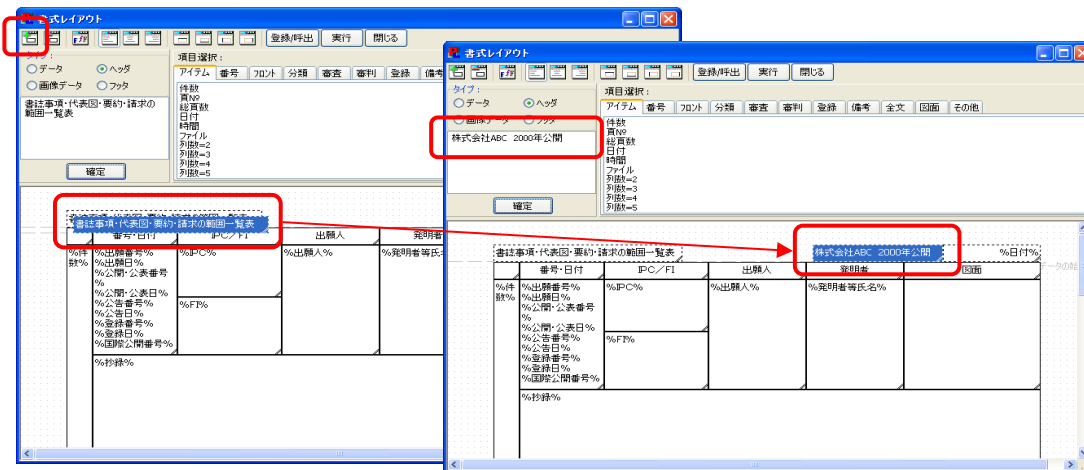 書式レイアウト
登録/呼出 実行 閉じる
タイプ:
データ ヘッダ
画像データ フッタ
書誌事項・代表図・要約・請求の範囲一覧表
確定
項目選択:
アイテム 番号 フロント 分類 審査 審判 登録 備考
件数
頁№
総頁数
日付
時間
ファイル
列数=2
列数=3
列数=4
列数=5
書誌事項・代表図・要約・請求の範囲一覧表
番号・日付 IPC/FI 出願人 発明者
%件数%
%出願番号%
%出願日%
%公開・公表番号%
%公開・公表日%
%公告番号%
%公告日%
%登録番号%
%登録日%
%国際公開番号%
%IPC%
%FI%
%出願人%
%発明者等氏
%抄録%
書式レイアウト
登録/呼出 実行 閉じる
タイプ:
データ ヘッダ
画像データ フッタ
株式会社ABC 2000年公開
確定
項目選択:
アイテム 番号 フロント 分類 審査 審判 登録 備考 全文 図面 その他
件数
頁№
総頁数
日付
時間
ファイル
列数=2
列数=3
列数=4
列数=5
書誌事項・代表図・要約・請求の範囲一覧表 株式会社ABC 2000年公開 %日付%
番号・日付 IPC/FI 出願人 発明者 図面
%件数%
%出願番号%
%出願日%
%公開・公表番号%
%公開・公表日%
%公告番号%
%公告日%
%登録番号%
%登録日%
%国際公開番号%
%IPC%
%FI%
%出願人%
%発明者等氏名%
%抄録%